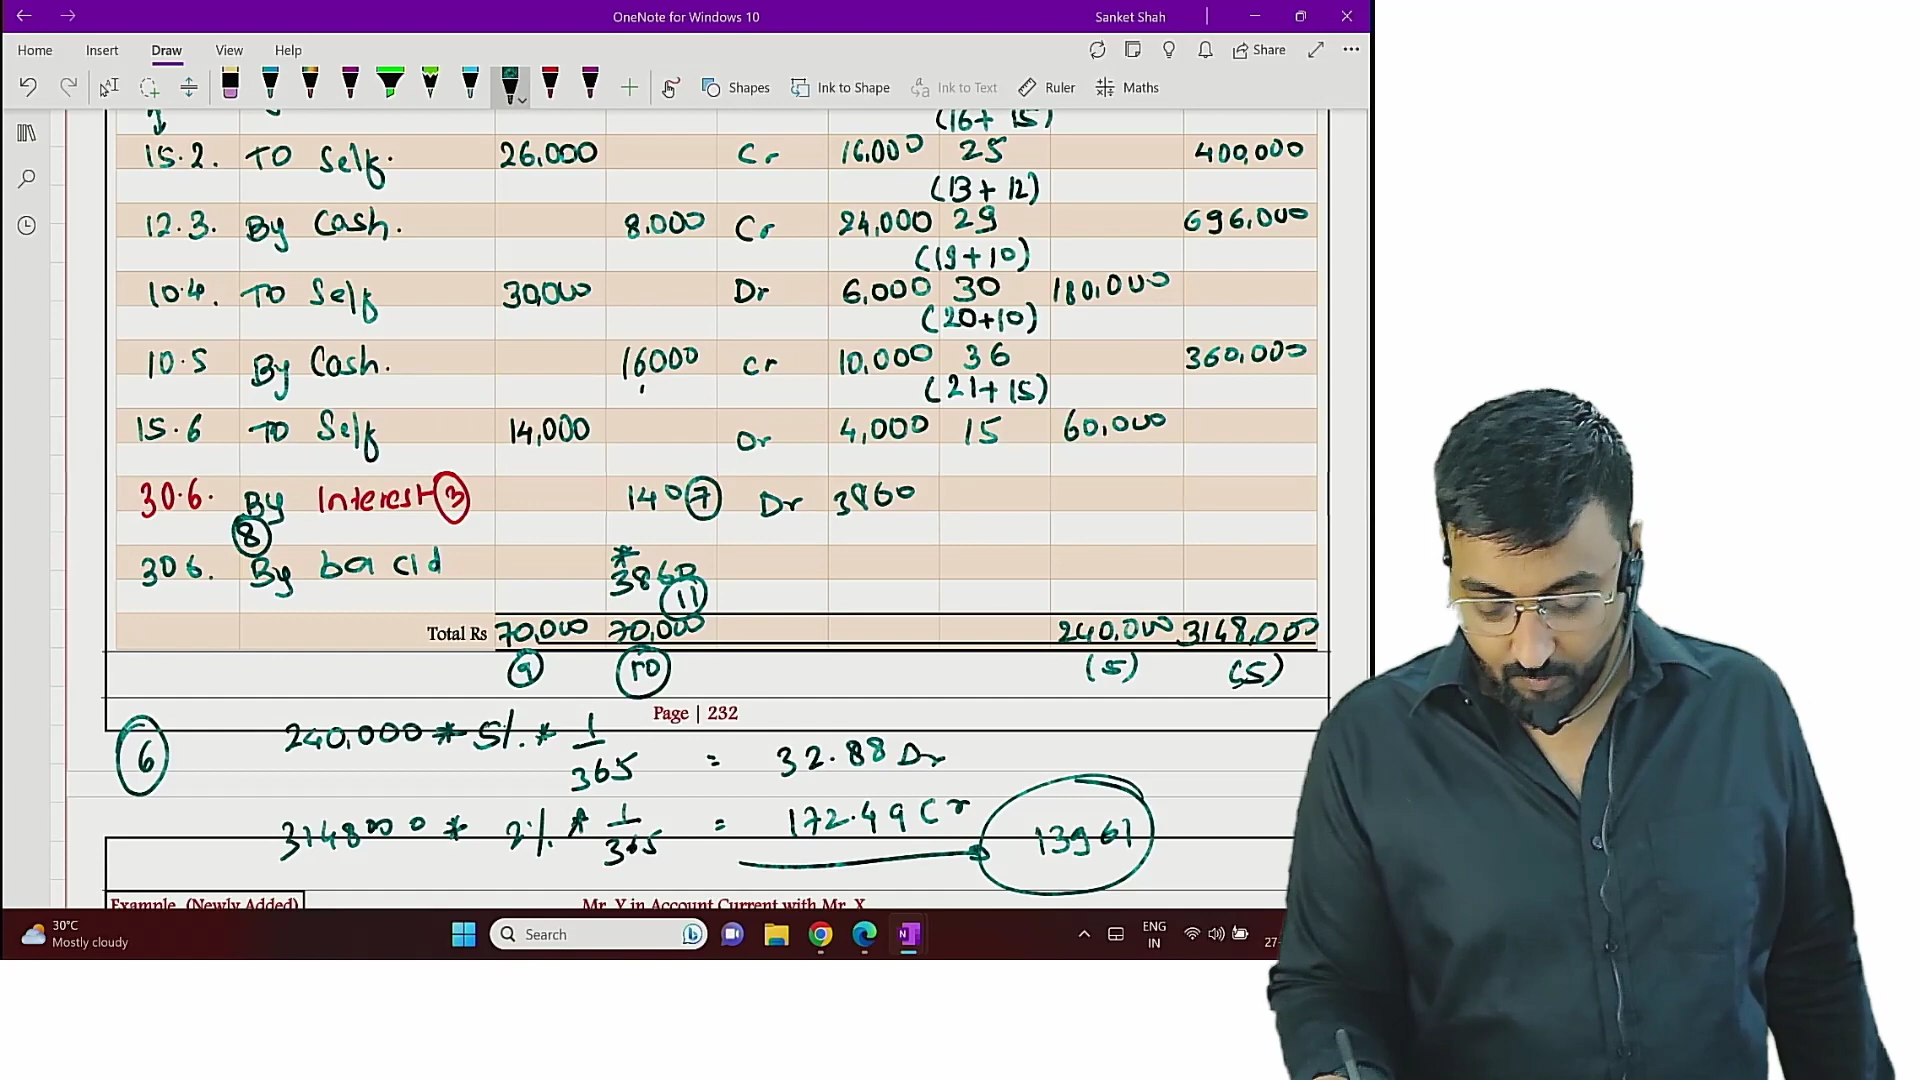 OneNote for Windows 10
Sanket Shah
Home Insert Draw View Help
Share
Shapes Ink to Shape Ink to Text Ruler Maths
(16+ 15)
15.2. TO Self. 26,000 Cr 16,000 25 400,000
(13+ 12)
12.3. By Cash. 8,000 Cr 24,000 29 696,000
(19+10)
10.4. TO Self 30,000 Dr 6,000 30 180,000
(20+10)
10.5 By Cash. 16000 Cr 10,000 36 360,000
(21+15)
15.6 TO Self 14,000 Dr 4,000 15 60,000
30.6. By Interest 3 140 7 Dr 3860
8
30 6. By bal c/d * 3860
11
Total Rs 70,000 70,000 240,000 3148,000
9 10 (5) (5)
Page | 232
6 240,000 * 5%. * 1/365 = 32.88 Dr
3148000 * 2%. * 1/365 = 172.49 Cr 139.61
Example (Newly Added) Mr. Y in Account Current with Mr. X
30°C
Mostly cloudy
Search
ENG
IN
27-